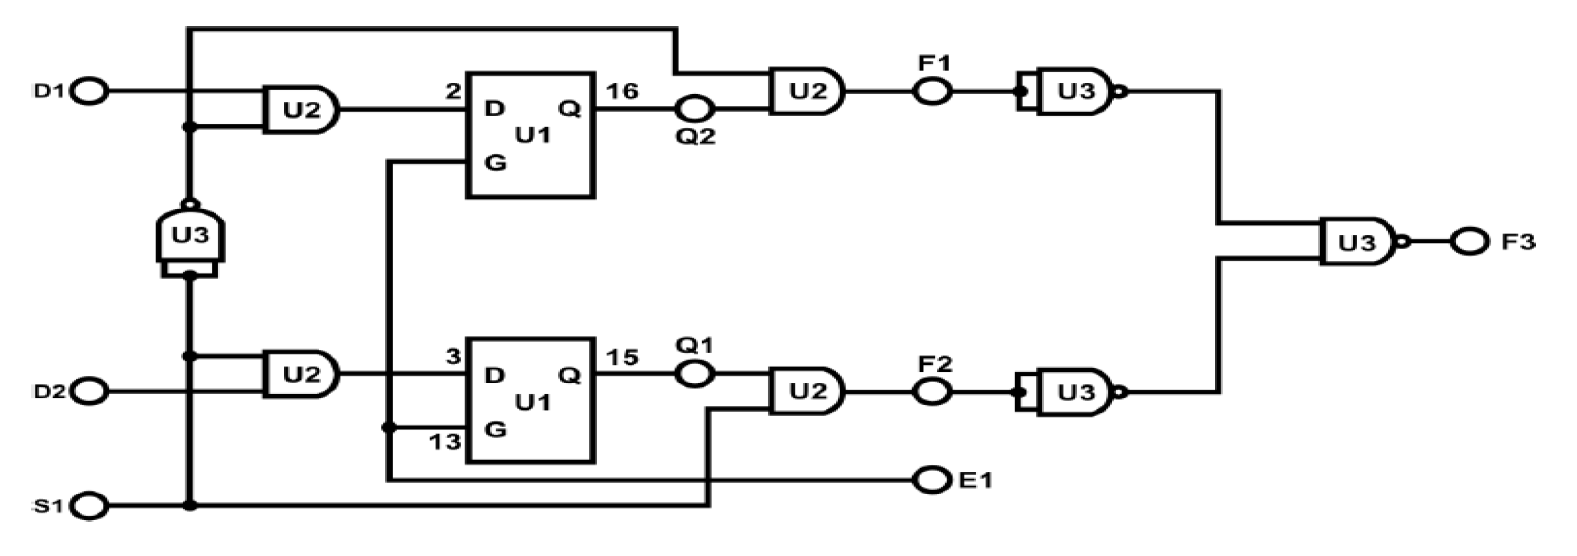 F1
D1 U2 2 D Q 16 U2 U3
U1 Q2
G
U3 U3 F3
Q1
3 15 F2
D2 U2 D Q U2 U3
U1
13 G
E1
S1